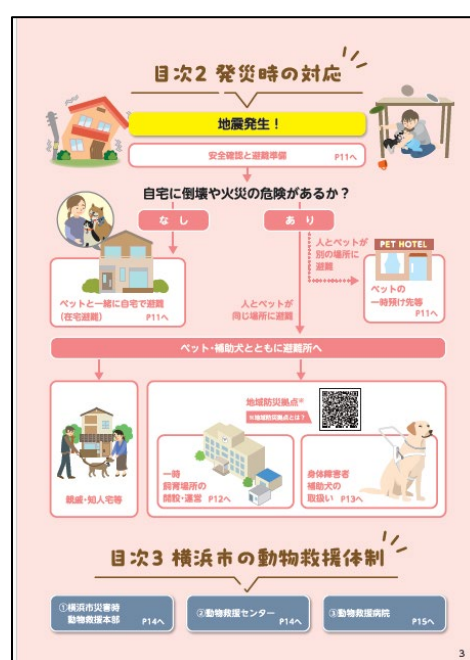 目次2 発災時の対応
地震発生！
安全確認と避難準備 P11へ
自宅に倒壊や火災の危険があるか？
なし
あり
人とペットが
別の場所に
避難
PET HOTEL
ペットの
一時預け先等
P11へ
ペットと一緒に自宅で避難
（在宅避難） P11へ
人とペットが
同じ場所に避難
ペット・補助犬とともに避難所へ
親戚・知人宅等
地域防災拠点※
※地域防災拠点とは？
一時
飼育場所の
開設・運営 P12へ
身体障害者
補助犬の
取扱い P13へ
目次3 横浜市の動物救援体制
①横浜市災害時
動物救援本部 P14へ
②動物救援センター P14へ
③動物救援病院 P15へ
3